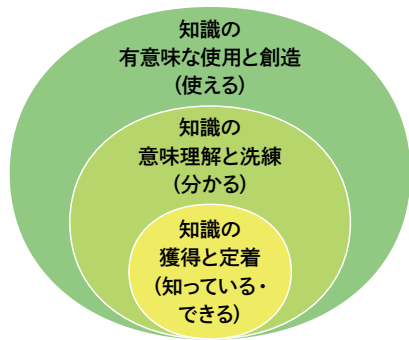 知識の
有意味な使用と創造
(使える)
知識の
意味理解と洗練
(分かる)
知識の
獲得と定着
(知っている・
できる)